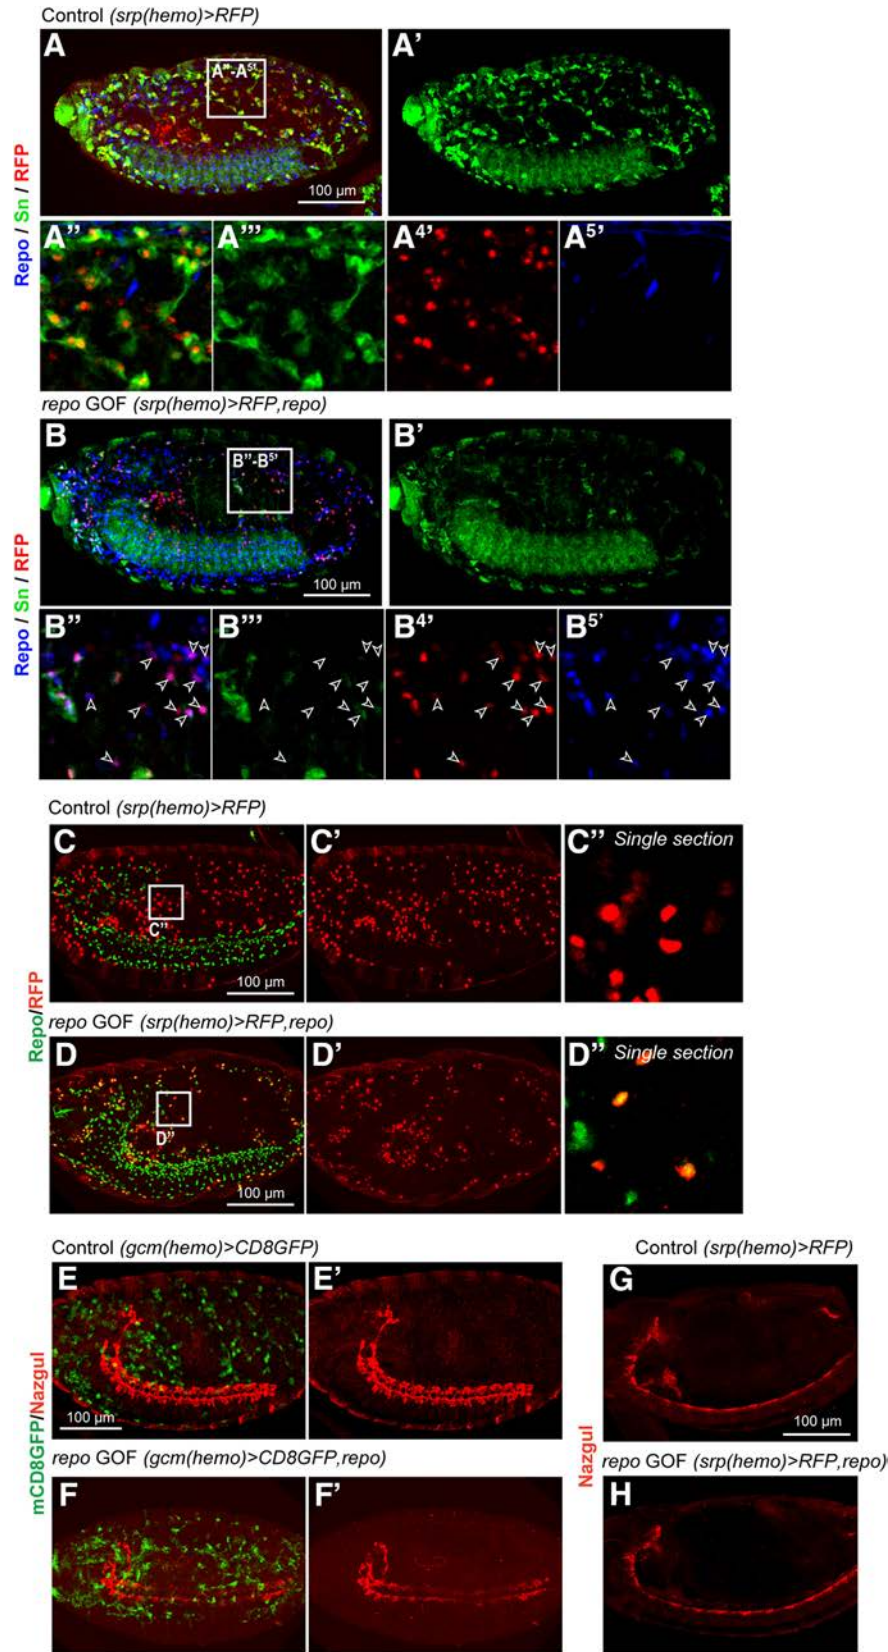 Control (srp(hemo)>RFP)
A
A”-A5’
A’
100 µm
Repo / Sn / RFP
A”
A’”
A4’
A5’
repo GOF (srp(hemo)>RFP,repo)
B
B”-B5’
B’
100 µm
Repo / Sn / RFP
B”
B’”
B4’
B5’
Control (srp(hemo)>RFP)
C
C”
100 µm
C’
C” Single section
Repo/RFP
repo GOF (srp(hemo)>RFP,repo)
D
D”
100 µm
D’
D” Single section
Control (gcm(hemo)>CD8GFP)
E
100 µm
E’
mCD8GFP/Nazgul
repo GOF (gcm(hemo)>CD8GFP,repo)
F
F’
Control (srp(hemo)>RFP)
G
100 µm
Nazgul
repo GOF (srp(hemo)>RFP,repo)
H